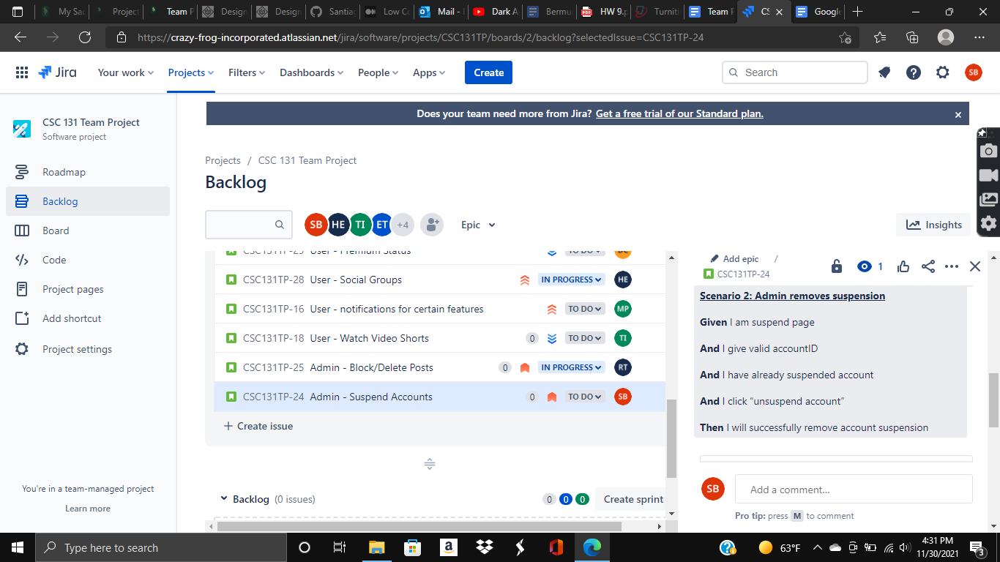 My Sac
Project
Team P
Design
Design
Santiag
Low Co
Mail -
Dark A
Bermu
HW 9.p
Turniti
Team P
CS
Google
https://crazy-frog-incorporated.atlassian.net/jira/software/projects/CSC131TP/boards/2/backlog?selectedIssue=CSC131TP-24
Jira
Your work
Projects
Filters
Dashboards
People
Apps
Create
Search
SB
CSC 131 Team Project
Software project
Roadmap
Backlog
Board
Code
Project pages
Add shortcut
Project settings
You're in a team-managed project
Learn more
Does your team need more from Jira? Get a free trial of our Standard plan.
Projects / CSC 131 Team Project
Backlog
SB HE TI ET +4
Epic
Insights
CSC131TP-29 User - Premium Status TO DO DC
CSC131TP-28 User - Social Groups IN PROGRESS HE
CSC131TP-16 User - notifications for certain features TO DO MP
CSC131TP-18 User - Watch Video Shorts 0 TO DO TI
CSC131TP-25 Admin - Block/Delete Posts 0 IN PROGRESS RT
CSC131TP-24 Admin - Suspend Accounts 0 TO DO SB
+ Create issue
Backlog (0 issues) 0 0 0 Create sprint
Add epic /
CSC131TP-24
1
Scenario 2: Admin removes suspension
Given I am suspend page
And I give valid accountID
And I have already suspended account
And I click “unsuspend account”
Then I will successfully remove account suspension
SB
Add a comment...
Pro tip: press M to comment
Type here to search
63°F
4:31 PM
11/30/2021
3